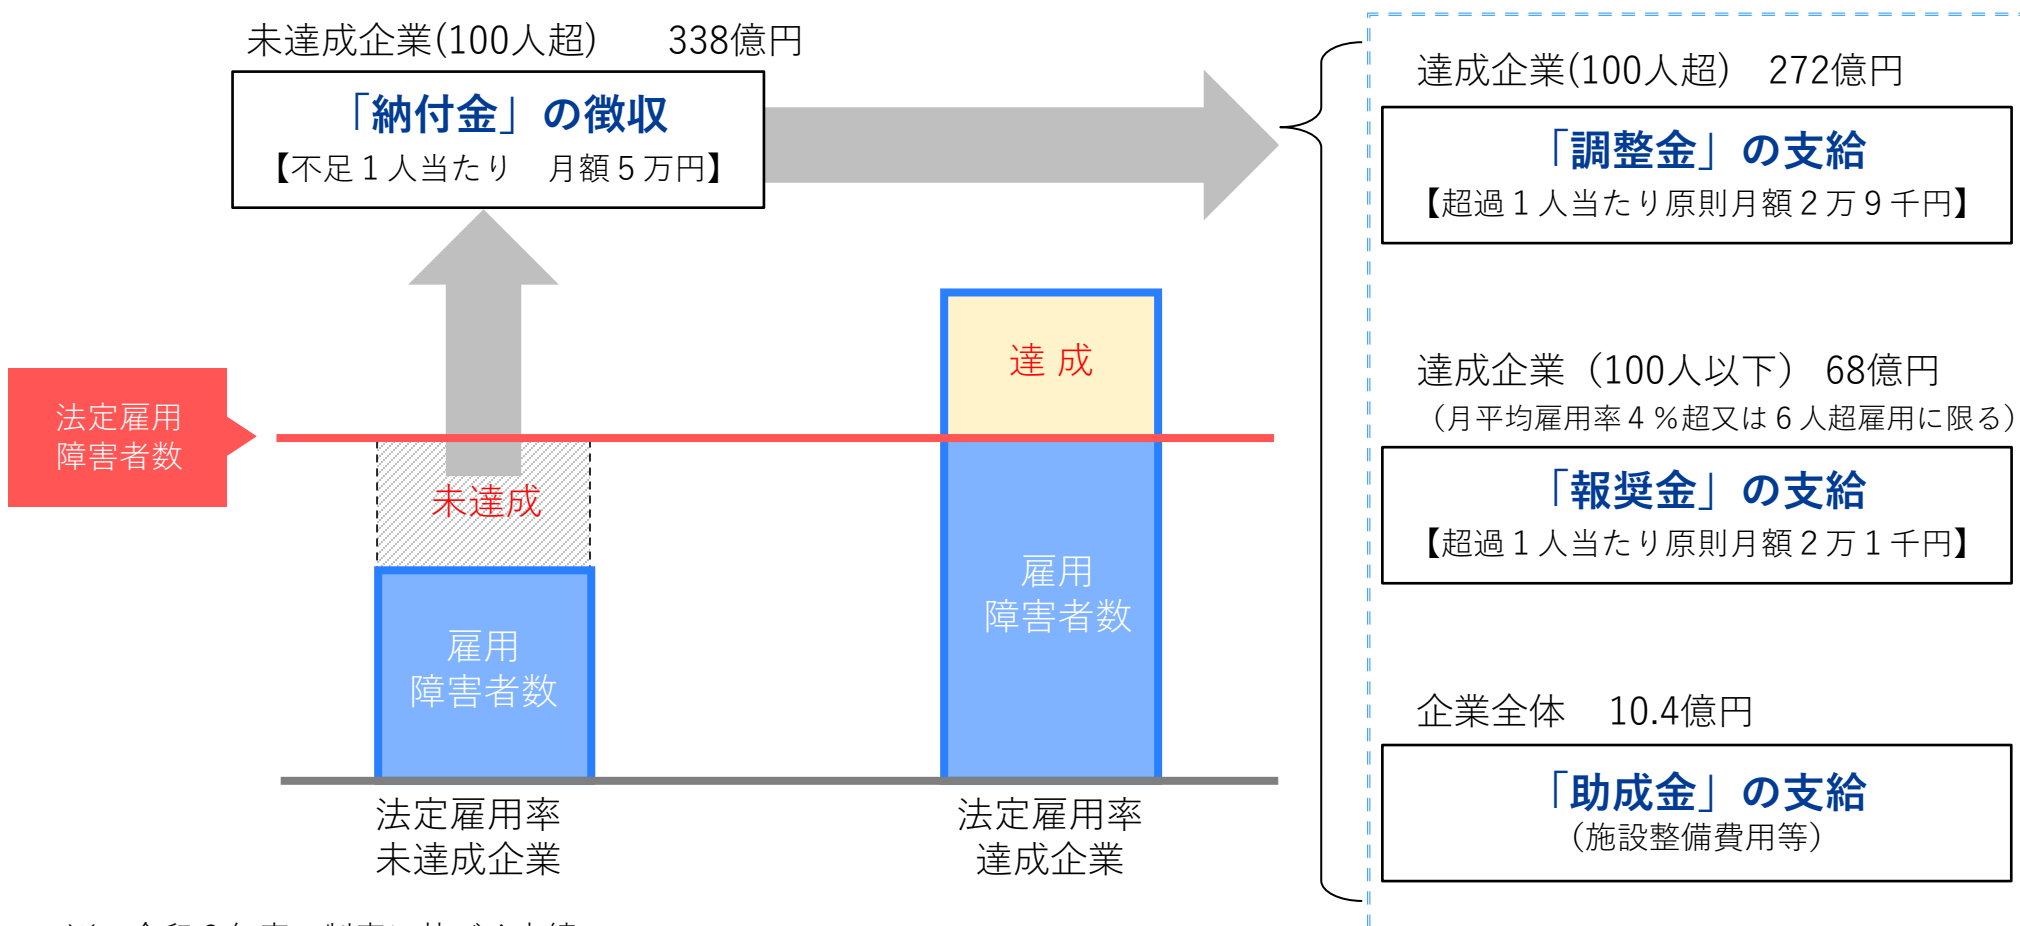 未達成企業(100人超)　338億円
「納付金」の徴収
【不足１人当たり　月額５万円】
達成企業(100人超)　272億円
「調整金」の支給
【超過１人当たり原則月額２万９千円】
達成企業（100人以下） 68億円
（月平均雇用率４％超又は６人超雇用に限る）
「報奨金」の支給
【超過１人当たり原則月額２万１千円】
企業全体　10.4億円
「助成金」の支給
（施設整備費用等）
法定雇用
障害者数
達 成
未達成
雇用
障害者数
雇用
障害者数
法定雇用率
未達成企業
法定雇用率
達成企業